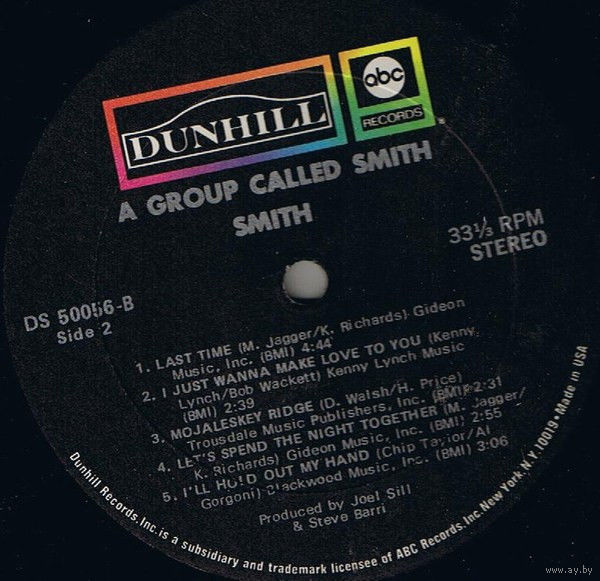 DUNHILL
abc
RECORDS
A GROUP CALLED SMITH
SMITH
33⅓ RPM
STEREO
DS 50056-B
Side 2
1. LAST TIME (M. Jagger/K. Richards) Gideon
Music, Inc. (BMI) 4:44
2. I JUST WANNA MAKE LOVE TO YOU (Kenny
Lynch/Bob Wackett) Kenny Lynch Music
(BMI) 2:39
3. MOJALESKEY RIDGE (D. Walsh/H. Price)
Trousdale Music Publishers, Inc. (BMI) 2:31
4. LET'S SPEND THE NIGHT TOGETHER (M. Jagger/
K. Richards) Gideon Music, Inc. (BMI) 2:55
5. I'LL HOLD OUT MY HAND (Chip Taylor/Al
Gorgoni) Blackwood Music, Inc. (BMI) 3:06
Produced by Joel Sill
& Steve Barri
Dunhill Records, Inc. is a subsidiary and trademark licensee of ABC Records, Inc. New York, N.Y. 10019 • Made in USA
www.ay.by